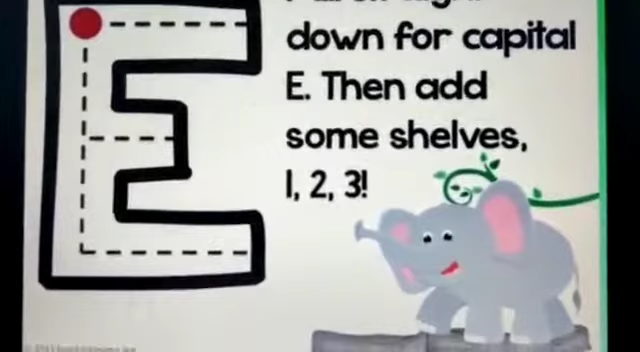 E
down for capital
E. Then add
some shelves,
1, 2, 3!